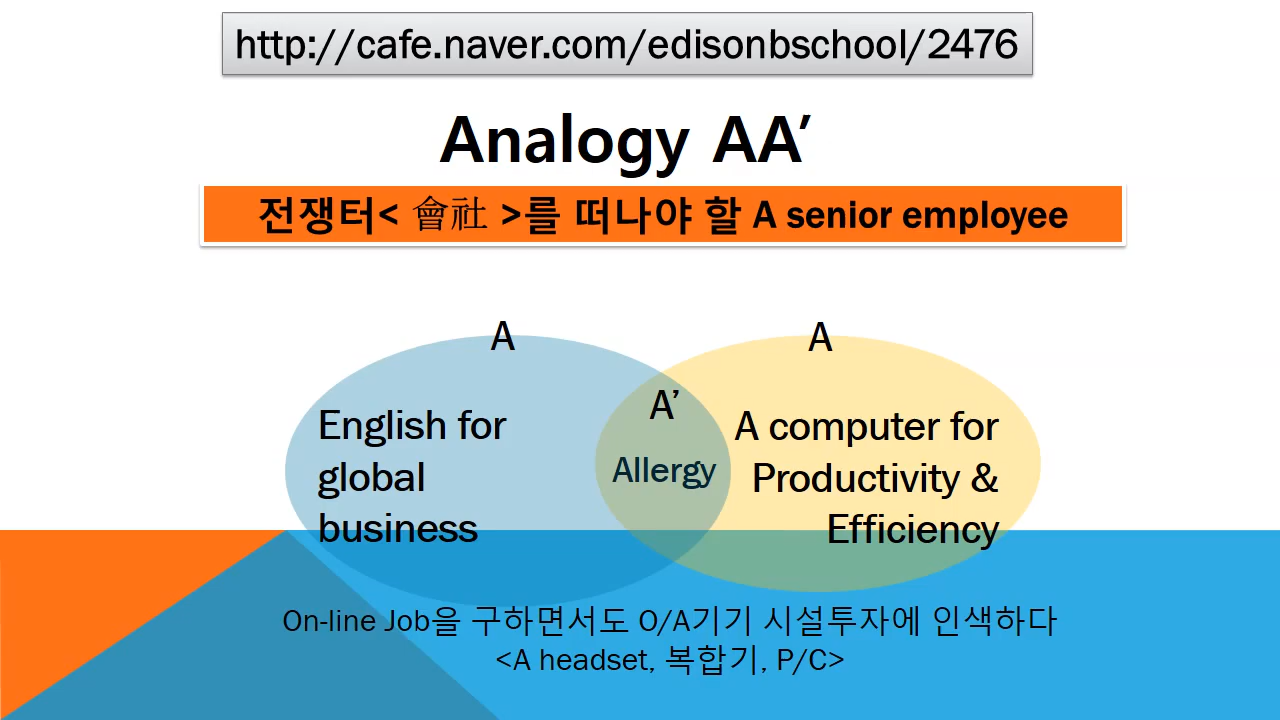 http://cafe.naver.com/edisonbschool/2476
Analogy AA’
전쟁터< 會社 >를 떠나야 할 A senior employee
A
A
A’
English for
global
business
Allergy
A computer for
Productivity &
Efficiency
On-line Job을 구하면서도 O/A기기 시설투자에 인색하다
<A headset, 복합기, P/C>